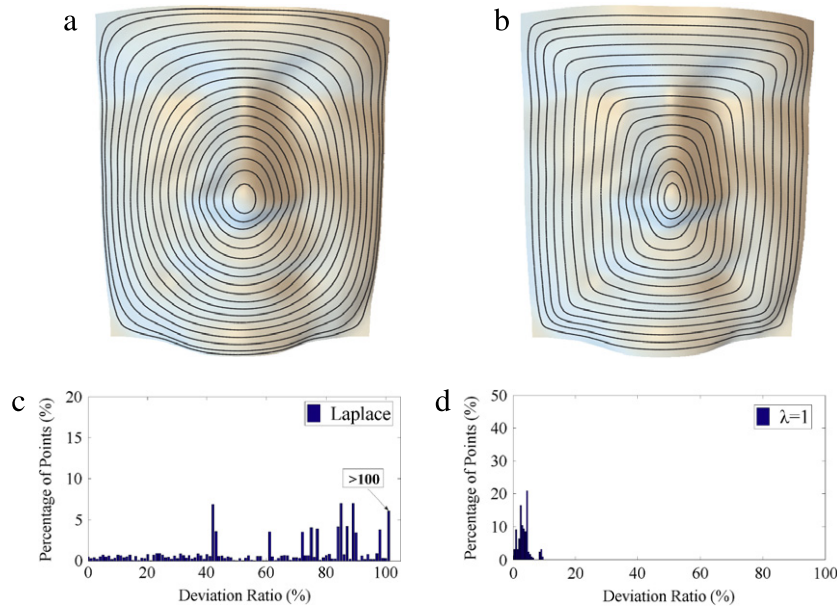 a
b
c
Percentage of Points (%)
20
15
10
5
0
Laplace
>100
0 20 40 60 80 100
Deviation Ratio (%)
d
Percentage of Points (%)
50
40
30
20
10
0
λ=1
0 20 40 60 80 100
Deviation Ratio (%)